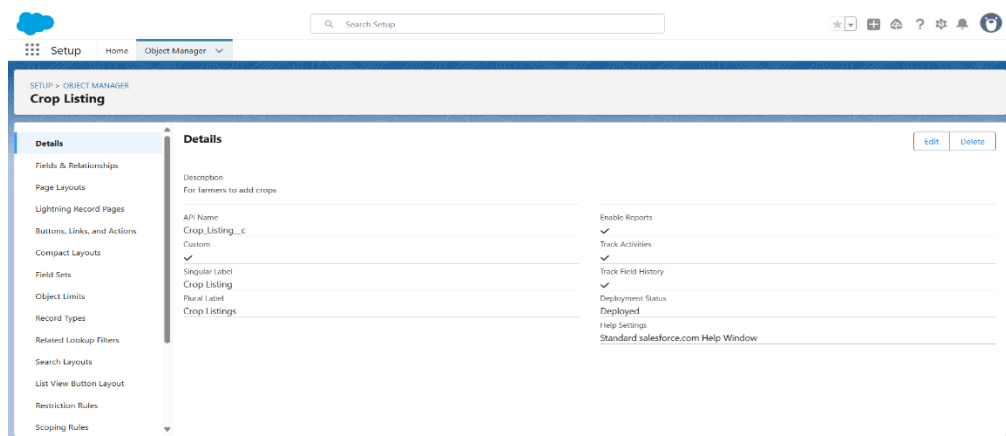 Search Setup
Setup
Home
Object Manager
SETUP > OBJECT MANAGER
Crop Listing
Details
Fields & Relationships
Page Layouts
Lightning Record Pages
Buttons, Links, and Actions
Compact Layouts
Field Sets
Object Limits
Record Types
Related Lookup Filters
Search Layouts
List View Button Layout
Restriction Rules
Scoping Rules
Details
Edit
Delete
Description
For farmers to add crops
API Name
Crop_Listing__c
Custom
Singular Label
Crop Listing
Plural Label
Crop Listings
Enable Reports
Track Activities
Track Field History
Deployment Status
Deployed
Help Settings
Standard salesforce.com Help Window